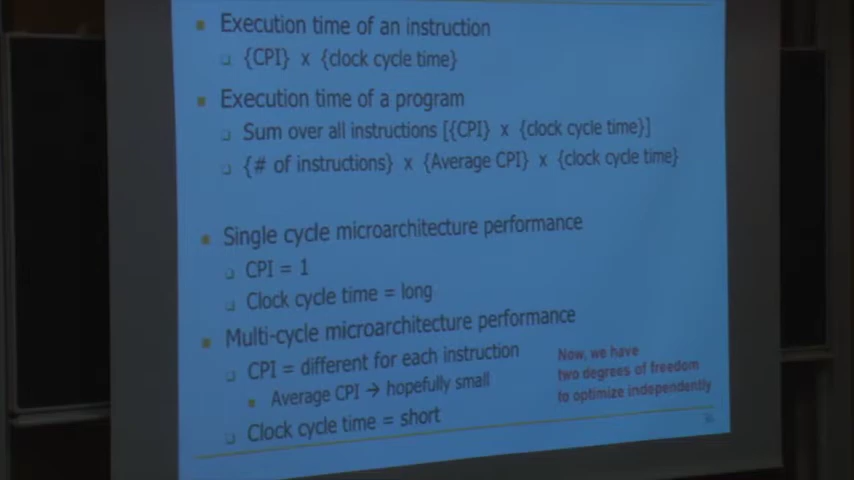 Execution time of an instruction
{CPI} x {clock cycle time}
Execution time of a program
Sum over all instructions [{CPI} x {clock cycle time}]
{# of instructions} x {Average CPI} x {clock cycle time}
Single cycle microarchitecture performance
CPI = 1
Clock cycle time = long
Multi-cycle microarchitecture performance
CPI = different for each instruction
Average CPI → hopefully small
Clock cycle time = short
Now, we have
two degrees of freedom
to optimize independently